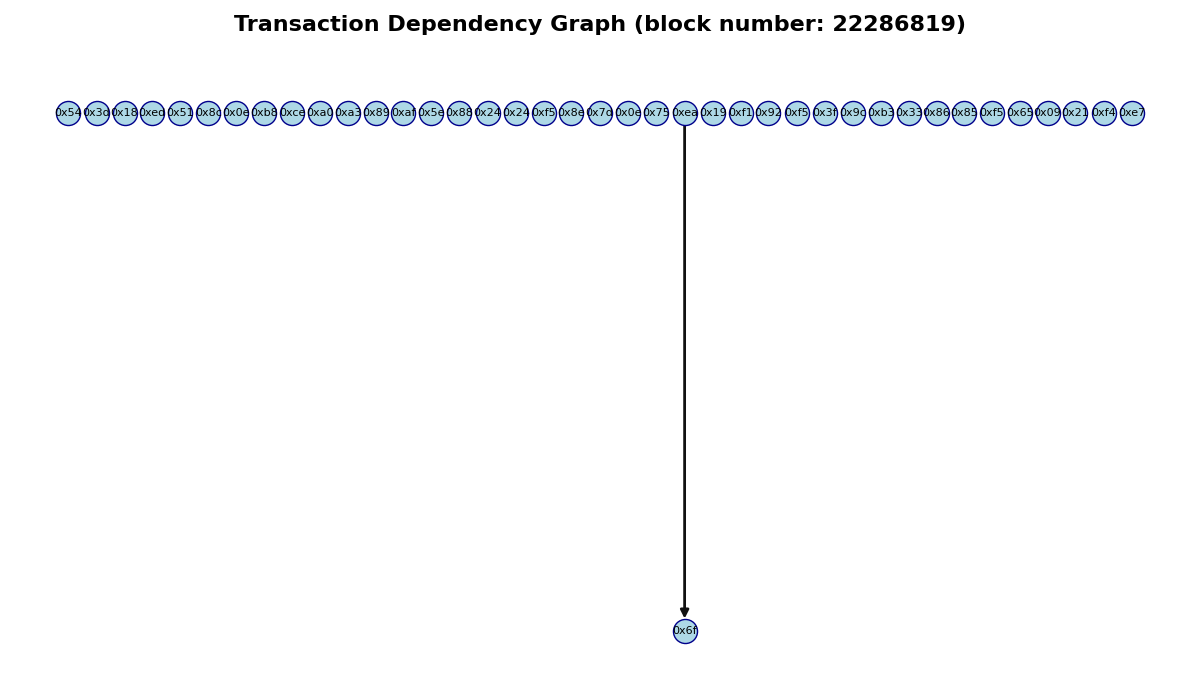 Transaction Dependency Graph (block number: 22286819)
0x54 0x3d 0x18 0xed 0x51 0x8c 0x0e 0xb8 0xce 0xa0 0xa3 0x89 0xaf 0x5e 0x88 0x24 0x24 0xf5 0x8e 0x7d 0x0e 0x75 0xea 0x19 0xf1 0x92 0xf5 0x3f 0x9c 0xb3 0x33 0x86 0x85 0xf5 0x65 0x09 0x21 0xf4 0xe7
0x6f